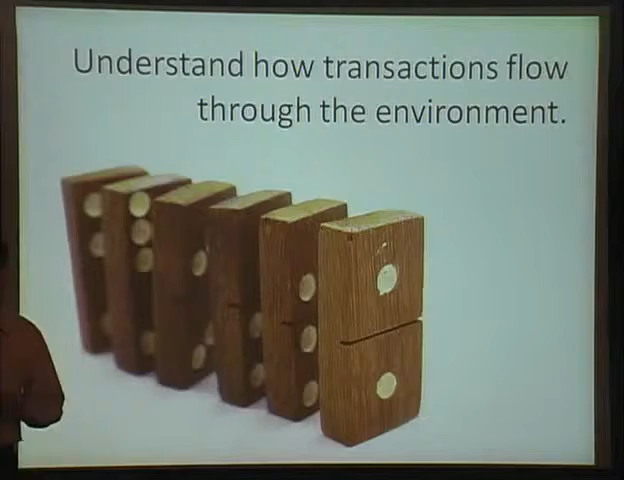 Understand how transactions flow
through the environment.